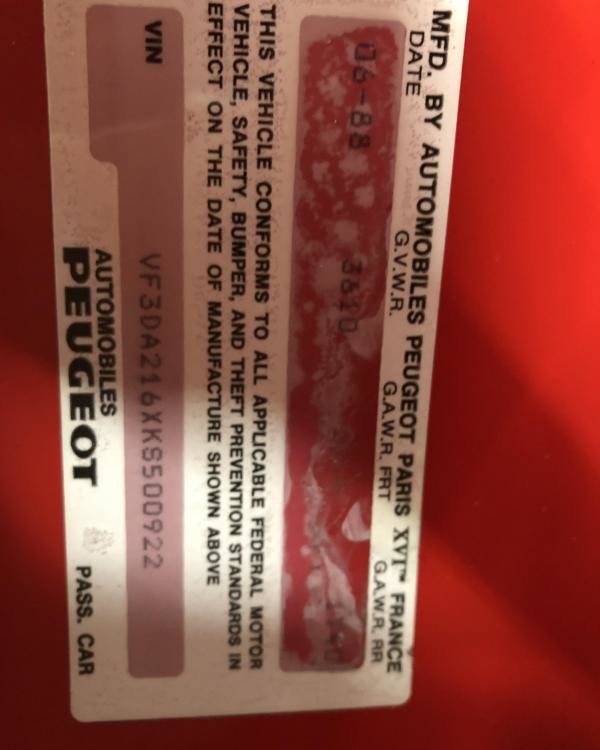 MFD. BY AUTOMOBILES PEUGEOT PARIS XVIᵉᵐ FRANCE
DATE G.V.W.R. G.A.W.R. FRT G.A.W.R. RR
06-88 3610
THIS VEHICLE CONFORMS TO ALL APPLICABLE FEDERAL MOTOR
VEHICLE, SAFETY, BUMPER, AND THEFT PREVENTION STANDARDS IN
EFFECT ON THE DATE OF MANUFACTURE SHOWN ABOVE
VIN VF3DA216XKS500922
AUTOMOBILES
PEUGEOT PASS. CAR